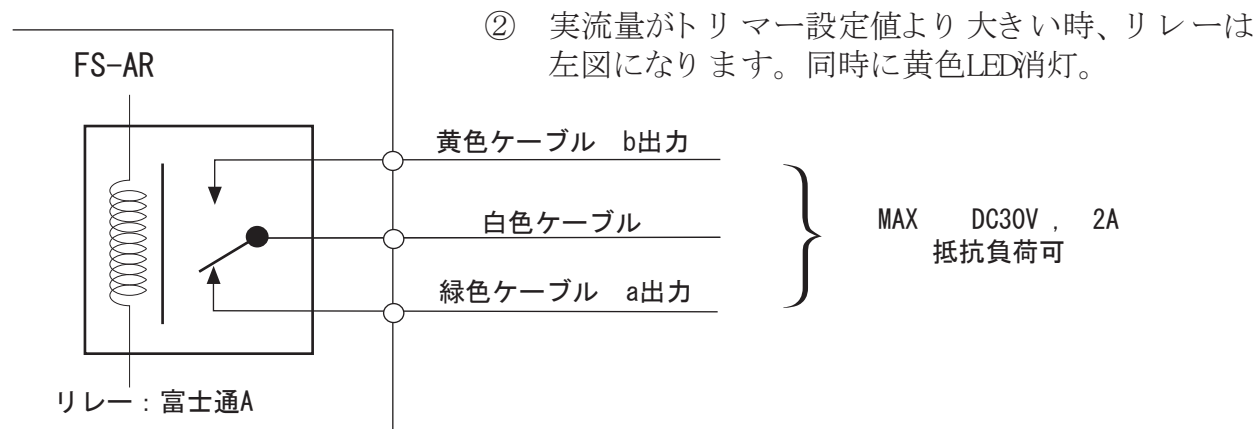 ② 実流量がトリマー設定値より大きい時、リレーは
左図になります。同時に黄色LED消灯。
FS-AR
黄色ケーブル b出力
白色ケーブル
緑色ケーブル a出力
MAX DC30V , 2A
抵抗負荷可
リレー：富士通A